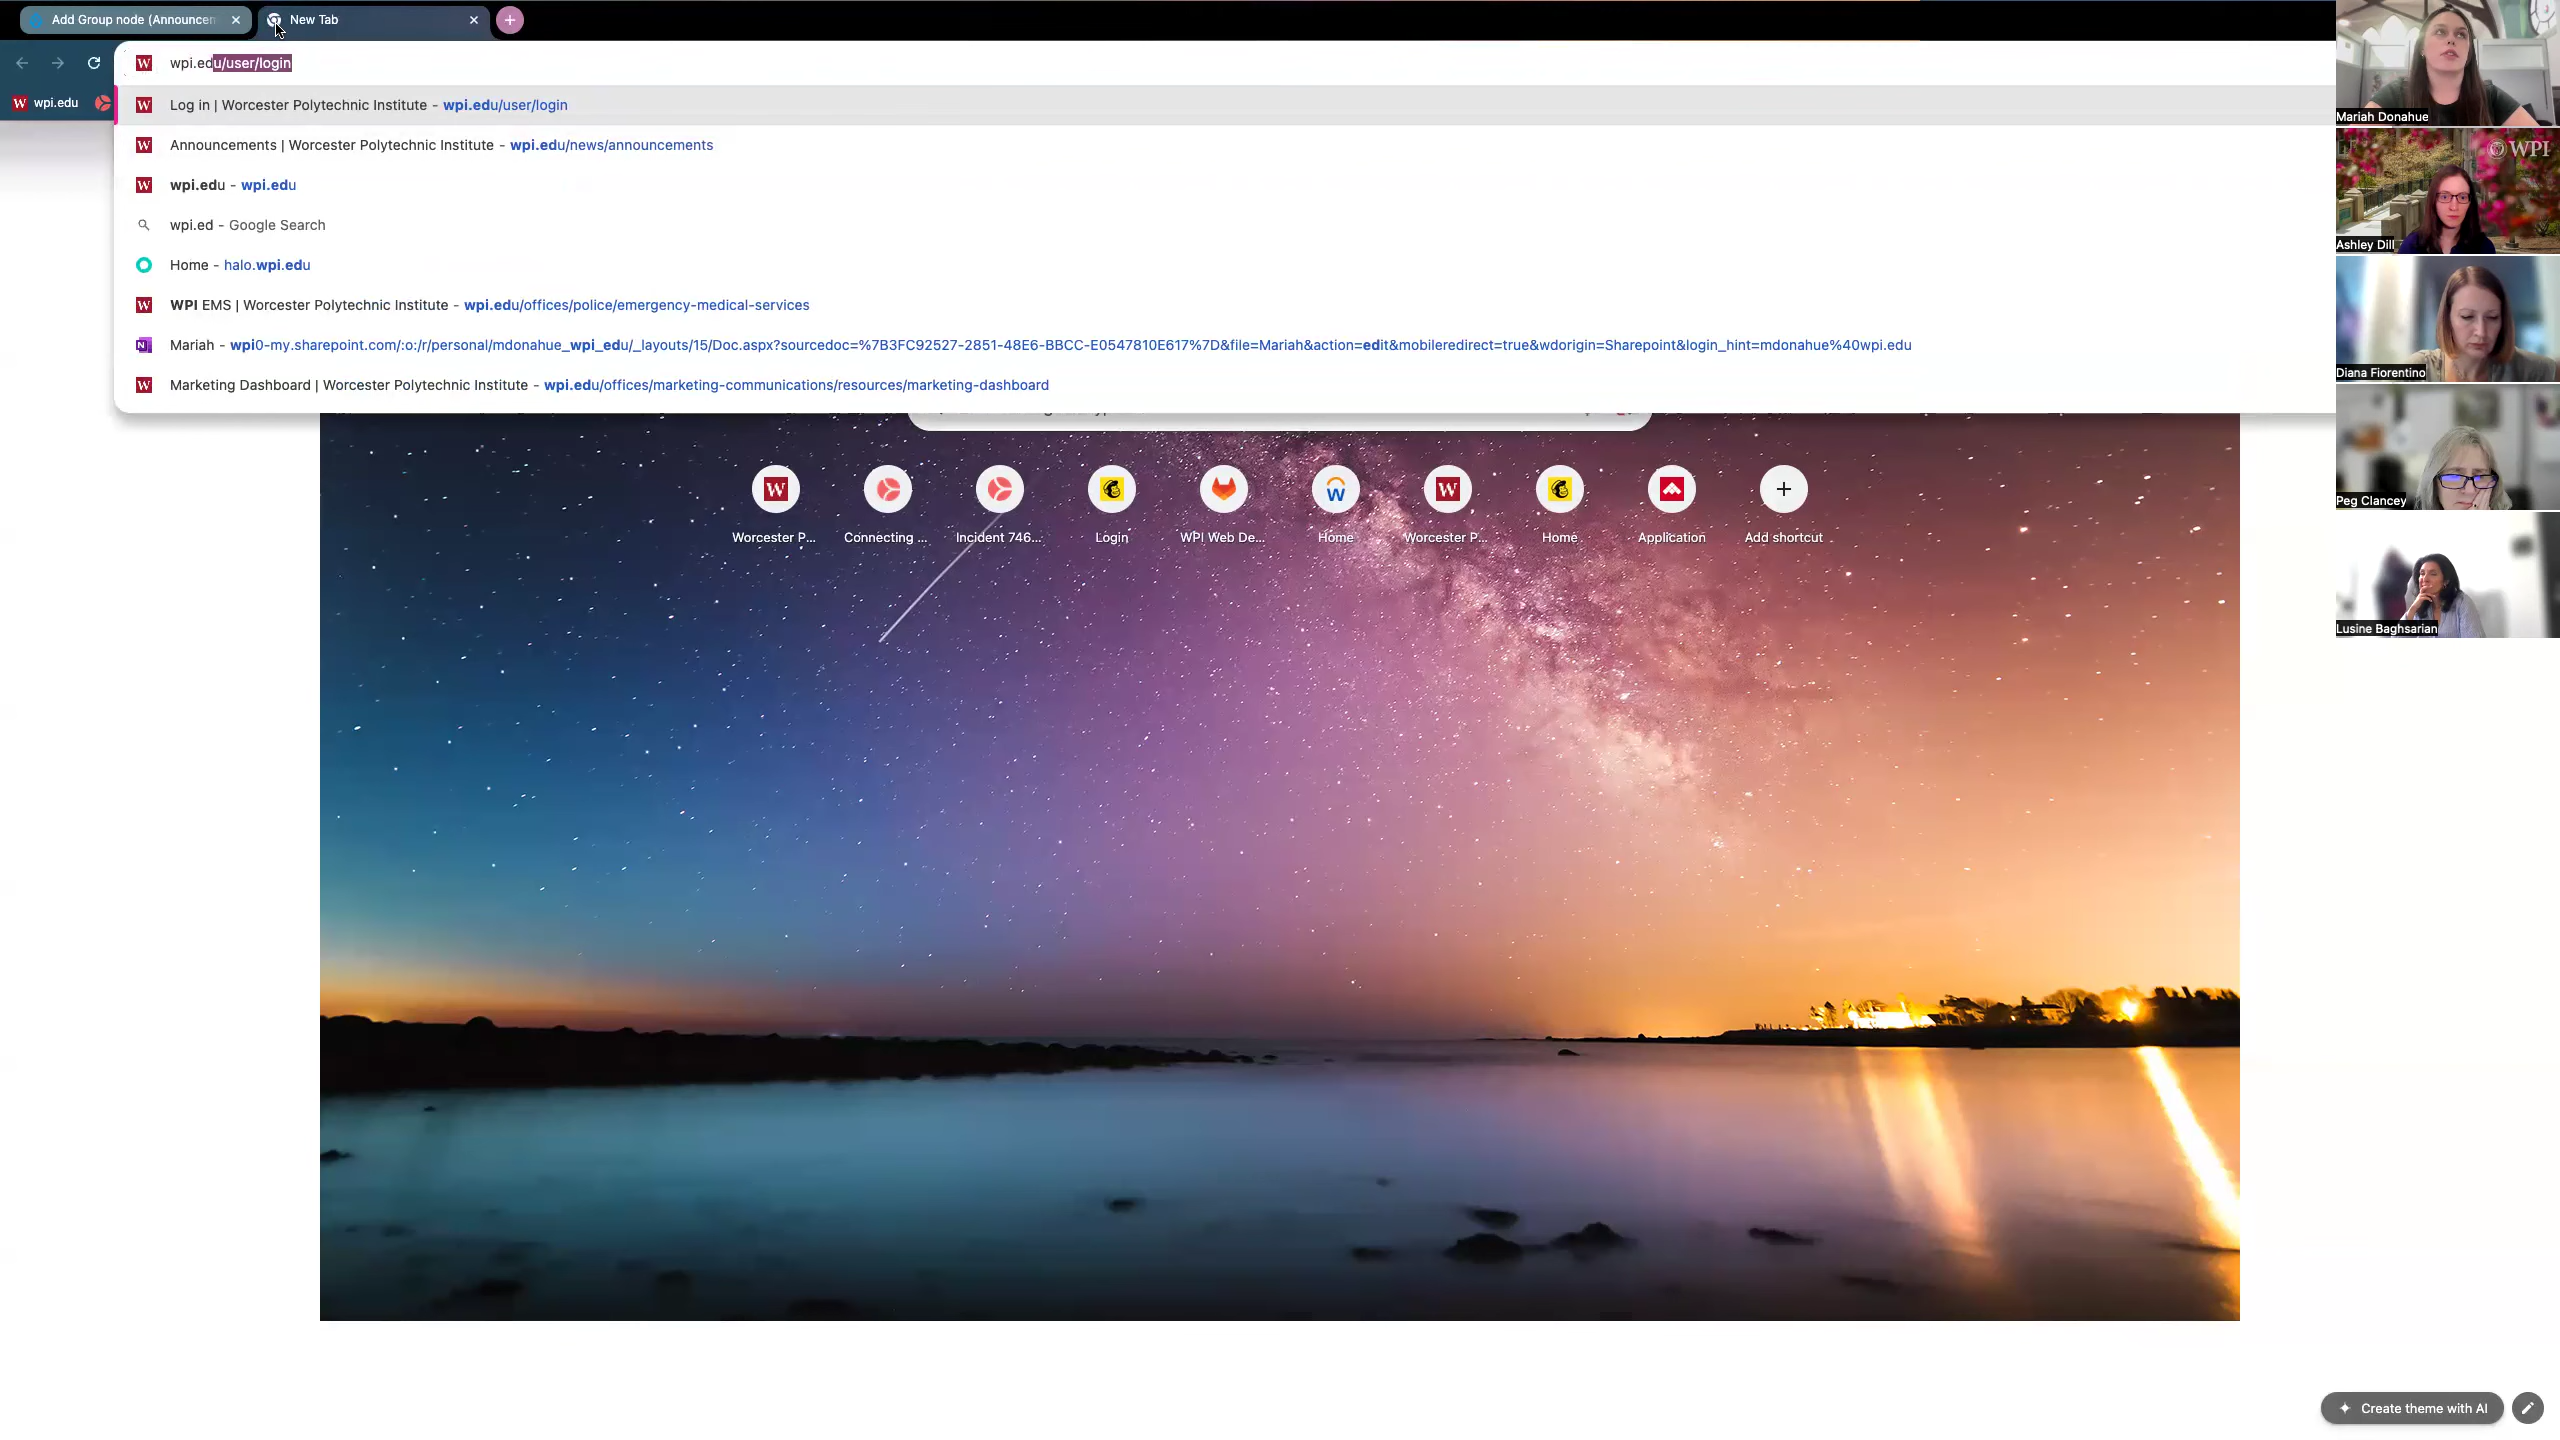 Add Group node (Announcen
New Tab
wpi.edu/user/login
wpi.edu
Log in | Worcester Polytechnic Institute - wpi.edu/user/login
Announcements | Worcester Polytechnic Institute - wpi.edu/news/announcements
wpi.edu - wpi.edu
wpi.ed - Google Search
Home - halo.wpi.edu
WPI EMS | Worcester Polytechnic Institute - wpi.edu/offices/police/emergency-medical-services
Mariah - wpi0-my.sharepoint.com/:o:/r/personal/mdonahue_wpi_edu/_layouts/15/Doc.aspx?sourcedoc=%7B3FC92527-2851-48E6-BBCC-E0547810E617%7D&file=Mariah&action=edit&mobileredirect=true&wdorigin=Sharepoint&login_hint=mdonahue%40wpi.edu
Marketing Dashboard | Worcester Polytechnic Institute - wpi.edu/offices/marketing-communications/resources/marketing-dashboard
Worcester P...
Connecting ...
Incident 746...
Login
WPI Web De...
Home
Worcester P...
Home
Application
Add shortcut
Mariah Donahue
WPI
Ashley Dill
Diana Fiorentino
Peg Clancey
Lusine Baghsarian
Create theme with AI